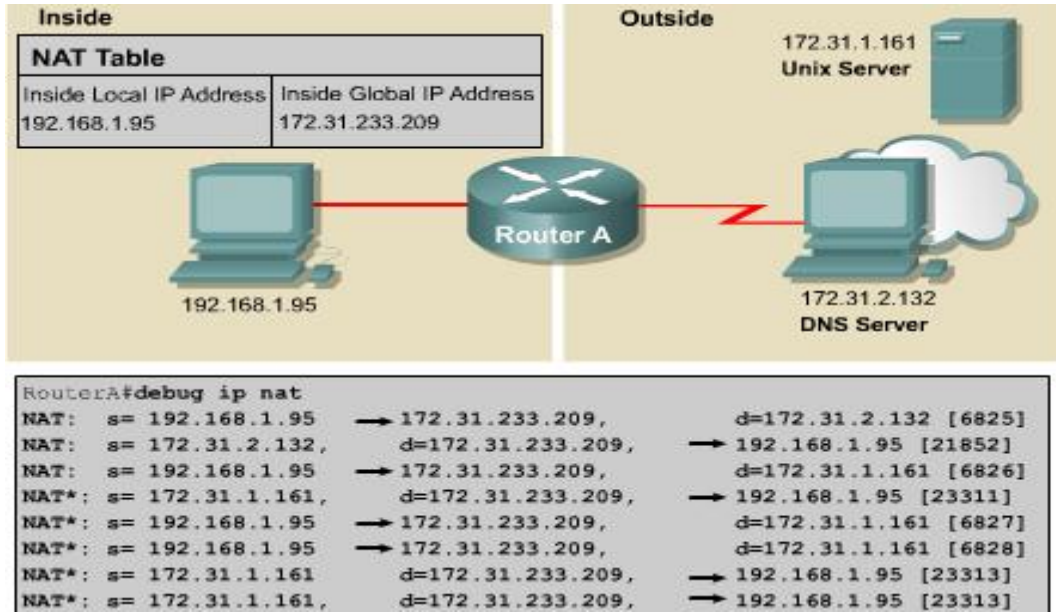 Inside
Outside
NAT Table
Inside Local IP Address Inside Global IP Address
192.168.1.95 172.31.233.209
172.31.1.161
Unix Server
Router A
192.168.1.95
172.31.2.132
DNS Server
RouterA#debug ip nat
NAT: s= 192.168.1.95 → 172.31.233.209, d=172.31.2.132 [6825]
NAT: s= 172.31.2.132, d=172.31.233.209, → 192.168.1.95 [21852]
NAT: s= 192.168.1.95 → 172.31.233.209, d=172.31.1.161 [6826]
NAT*: s= 172.31.1.161, d=172.31.233.209, → 192.168.1.95 [23311]
NAT*: s= 192.168.1.95 → 172.31.233.209, d=172.31.1.161 [6827]
NAT*: s= 192.168.1.95 → 172.31.233.209, d=172.31.1.161 [6828]
NAT*: s= 172.31.1.161 d=172.31.233.209, → 192.168.1.95 [23313]
NAT*: s= 172.31.1.161, d=172.31.233.209, → 192.168.1.95 [23313]